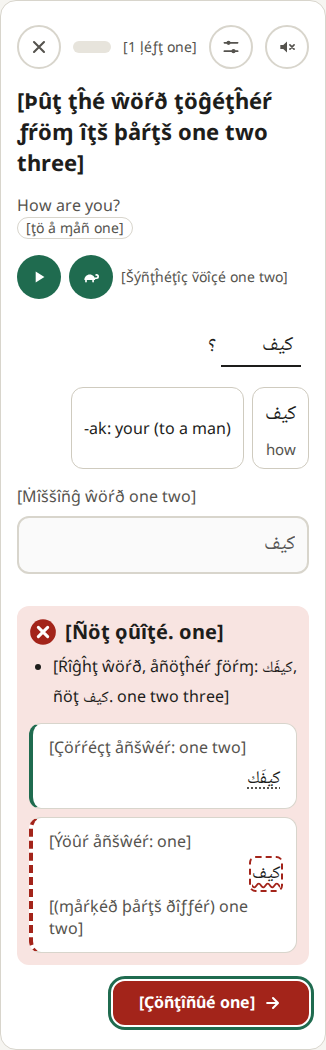 [1 ļéƒţ one]
[Þûţ ţĥé ŵöŕð ţöĝéţĥéŕ
ƒŕöɱ îţš þåŕţš one two
three]
How are you?
[ţö å ɱåñ one]
[Šýñţĥéţîç ṽöîçé one two]
كيف ؟
كيف
how
-ak: your (to a man)
[Ṁîššîñĝ ŵöŕð one two]
كيف
[Ñöţ ǫûîţé. one]
[Ŕîĝĥţ ŵöŕð, åñöţĥéŕ ƒöŕɱ: كيفَك,
ñöţ كيف. one two three]
[Çöŕŕéçţ åñšŵéŕ: one two]
كيفَك
[Ýöûŕ åñšŵéŕ: one]
كيف
[(ɱåŕķéð þåŕţš ðîƒƒéŕ) one
two]
[Çöñţîñûé one]